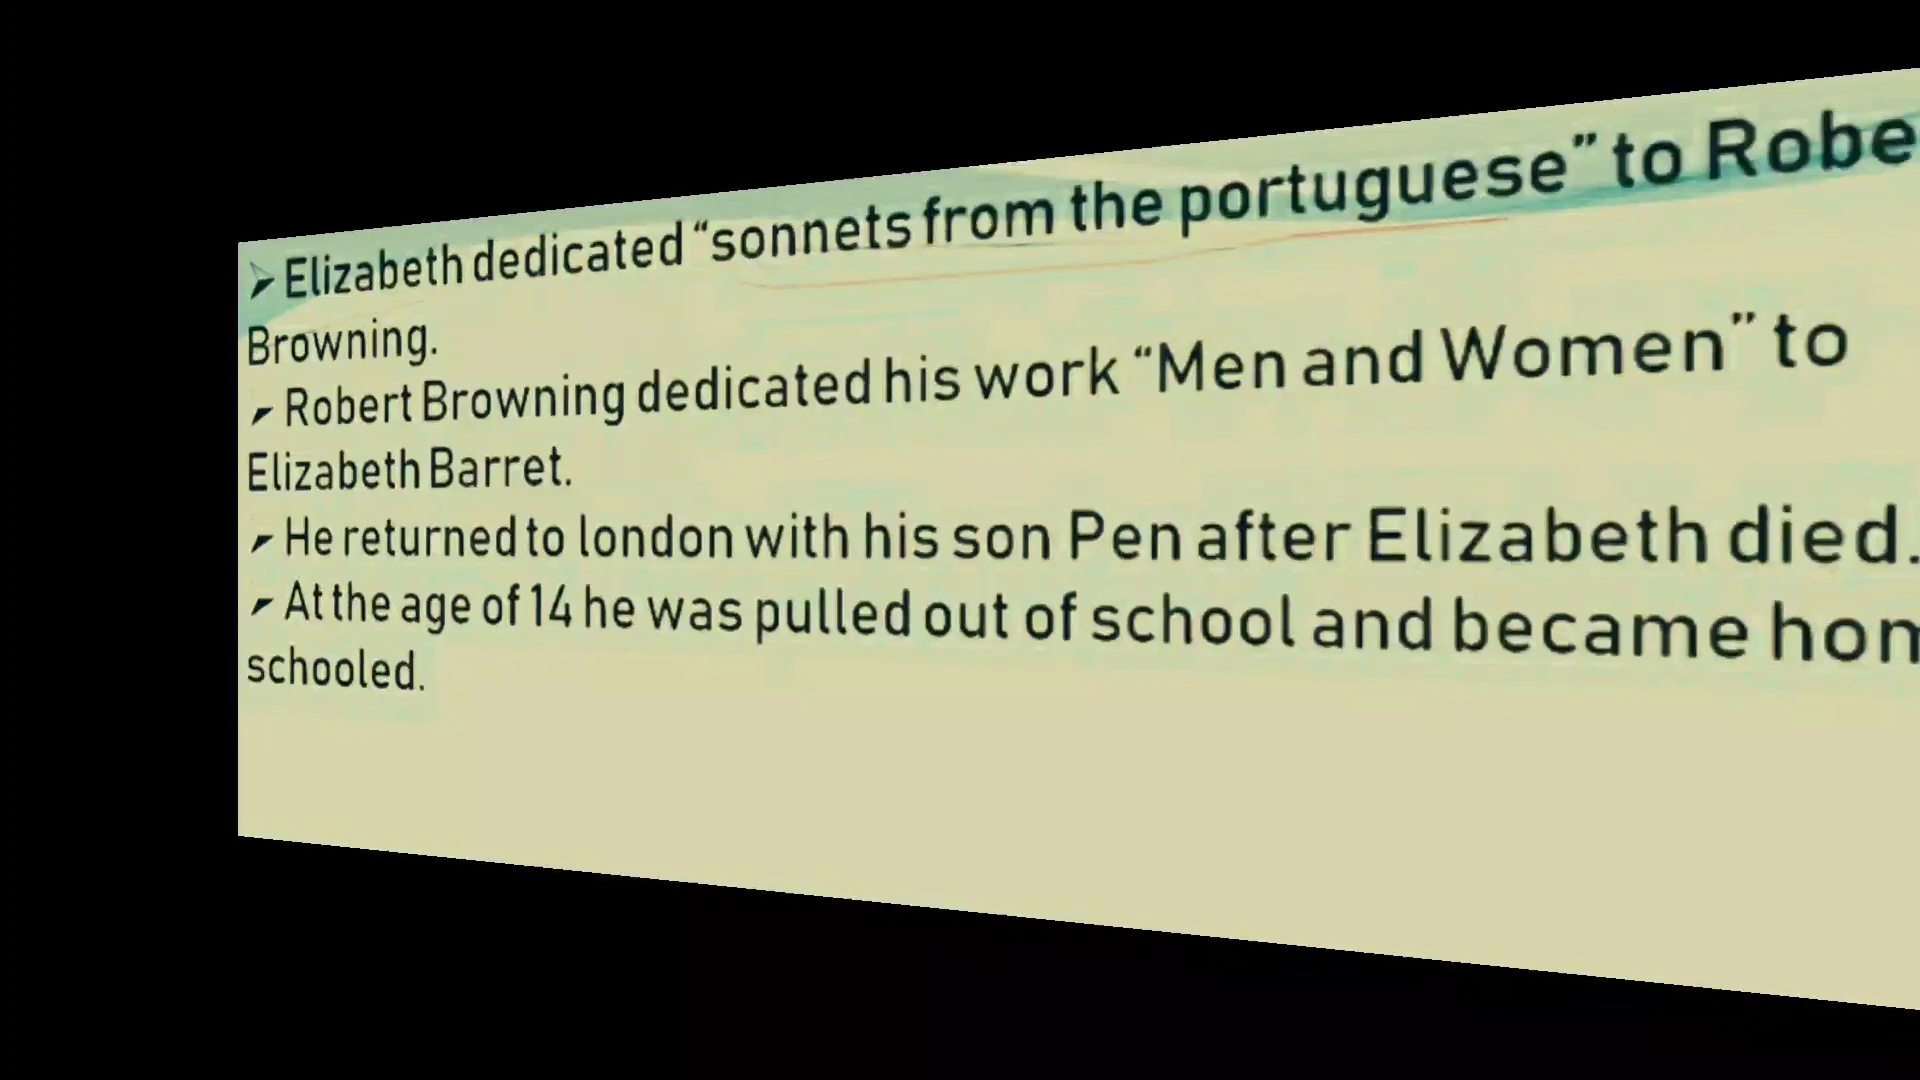 ➤ Elizabeth dedicated “sonnets from the portuguese” to Robe
Browning.
➤ Robert Browning dedicated his work “Men and Women” to
Elizabeth Barret.
➤ He returned to london with his son Pen after Elizabeth died.
➤ At the age of 14 he was pulled out of school and became hom
schooled.